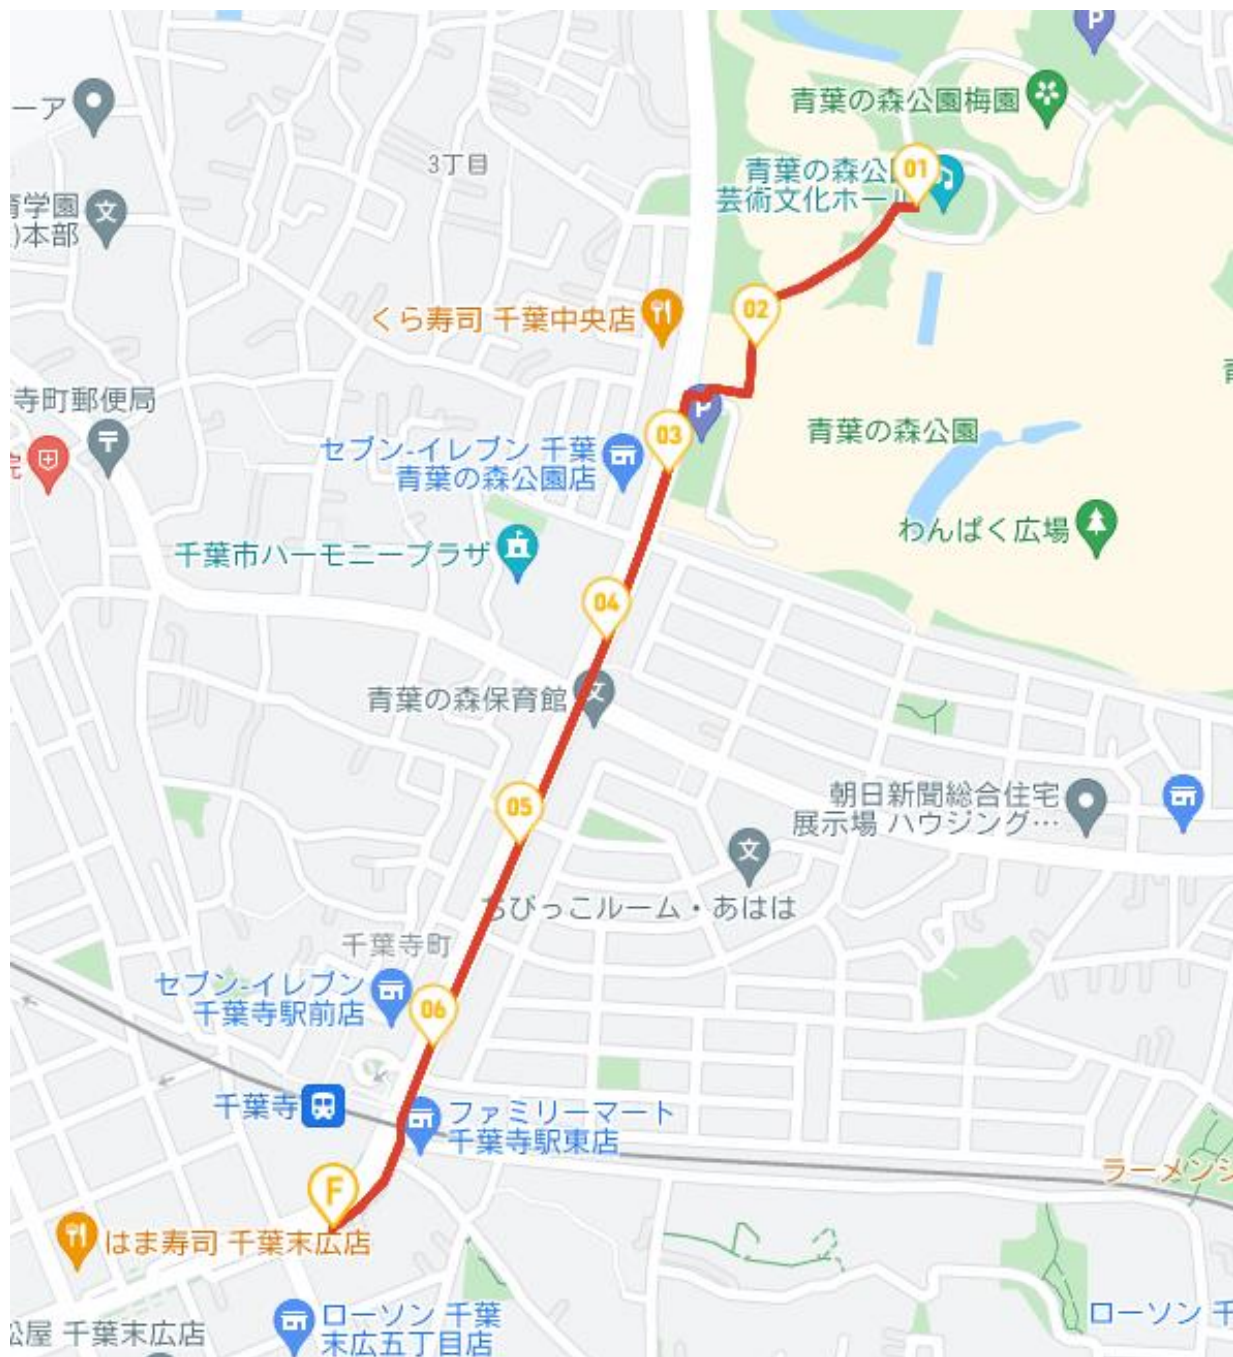 P
青葉の森公園梅園
ーア
3丁目
01
青葉の森公
芸術文化ホール
育学園
)本部
文
02
くら寿司 千葉中央店
寺町郵便局
P
03
セブン-イレブン 千葉
青葉の森公園店
青葉の森公園
院
わんぱく広場
千葉市ハーモニープラザ
04
青葉の森保育館
文
05
朝日新聞総合住宅
展示場 ハウジング…
文
ちびっこルーム・あはは
千葉寺町
セブン-イレブン
千葉寺駅前店
06
千葉寺
ファミリーマート
千葉寺駅東店
ラーメンシ
F
はま寿司 千葉末広店
ローソン 千葉
末広五丁目店
ローソン 千
松屋 千葉末広店